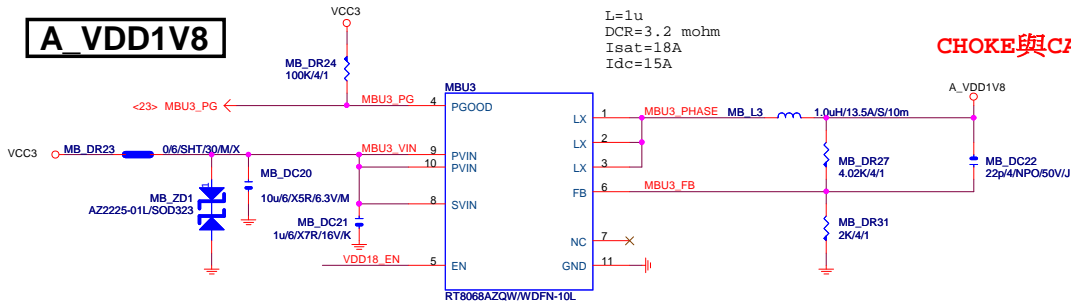 A_VDD1V8
VCC3
L=1u
DCR=3.2 mohm
Isat=18A
Idc=15A
CHOKE與CA
MB_DR24
100K/4/1
MBU3
A_VDD1V8
<23> MBU3_PG
MBU3_PG
4
PGOOD
LX
1
MBU3_PHASE
MB_L3
1.0uH/13.5A/S/10m
VCC3
MB_DR23
0/6/SHT/30/M/X
MBU3_VIN
9
PVIN
10
PVIN
LX
2
LX
3
MB_DR27
4.02K/4/1
MB_DC22
22p/4/NPO/50V/J
MB_DC20
10u/6/X5R/6.3V/M
1
MB_ZD1
AZ2225-01L/SOD323
8
SVIN
FB
6
MBU3_FB
MB_DC21
1u/6/X7R/16V/K
MB_DR31
2K/4/1
NC
7
VDD18_EN
5
EN
GND
11
RT8068AZQW/WDFN-10L